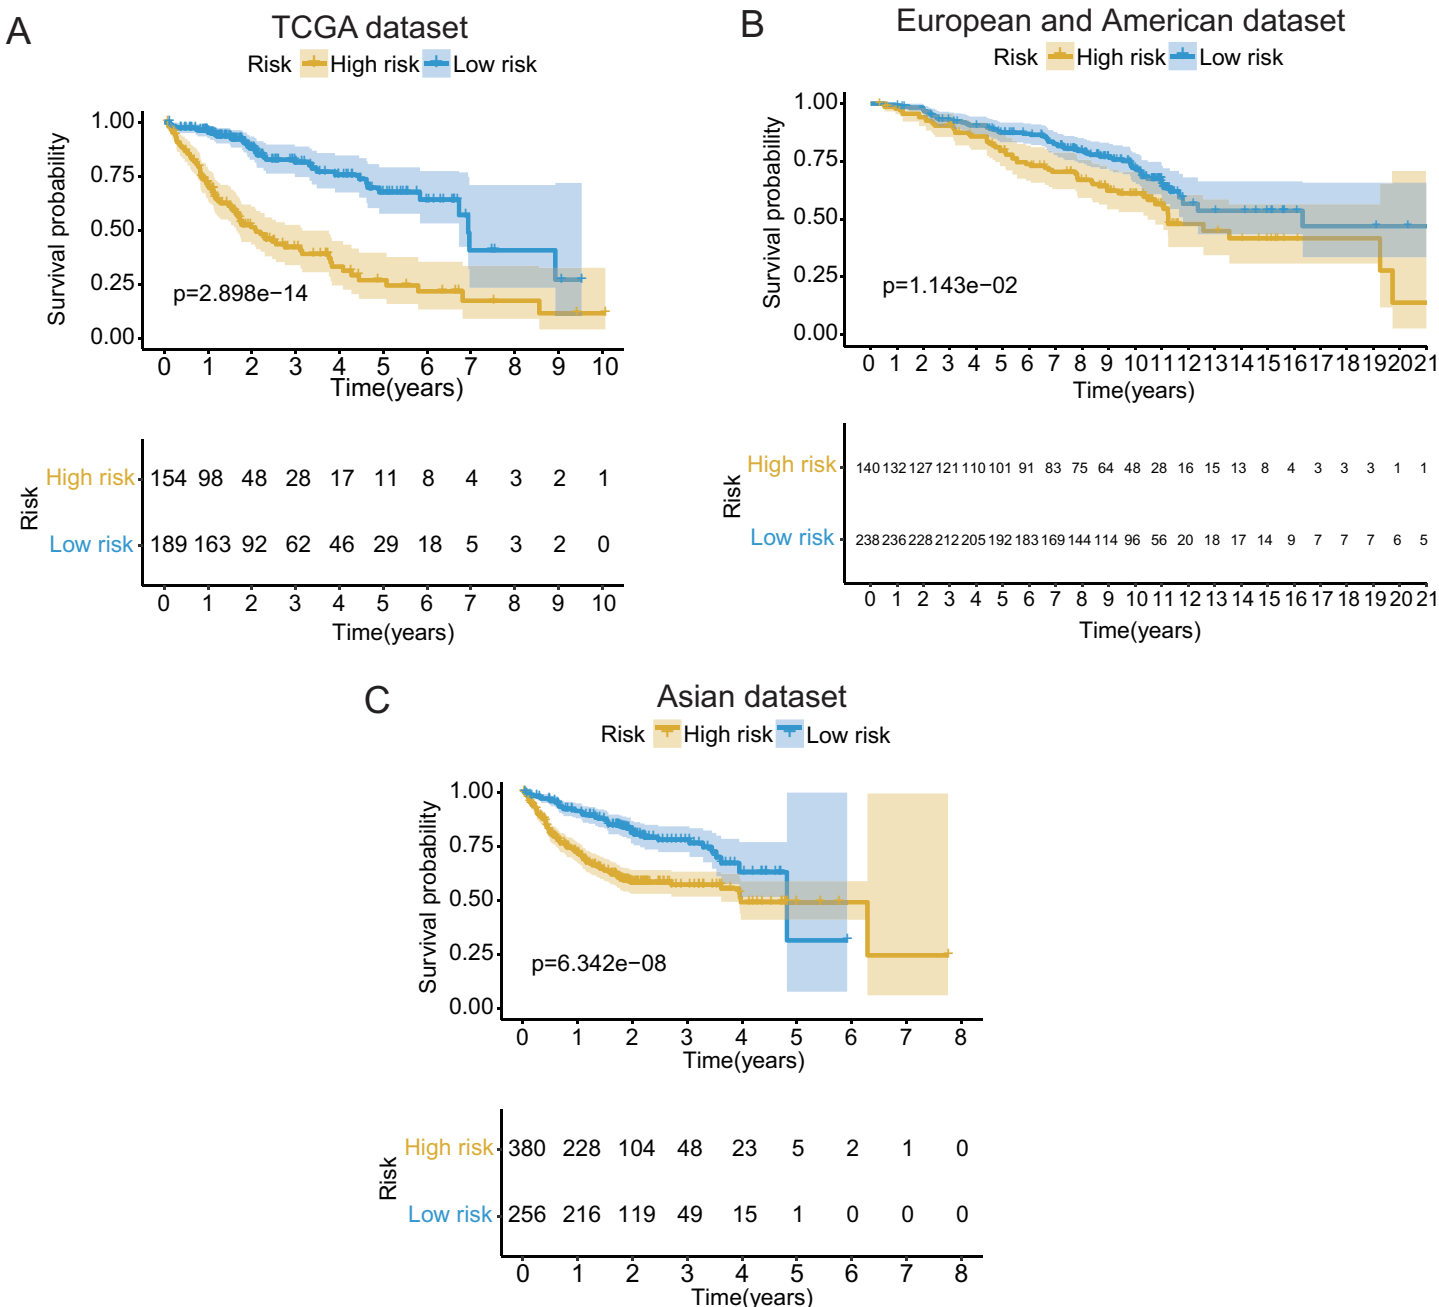 A
TCGA dataset
Risk High risk Low risk
Survival probability
1.00
0.75
0.50
0.25
0.00
p=2.898e−14
0 1 2 3 4 5 6 7 8 9 10
Time(years)
Risk
High risk 154 98 48 28 17 11 8 4 3 2 1
Low risk 189 163 92 62 46 29 18 5 3 2 0
0 1 2 3 4 5 6 7 8 9 10
Time(years)
B
European and American dataset
Risk High risk Low risk
Survival probability
1.00
0.75
0.50
0.25
0.00
p=1.143e−02
0 1 2 3 4 5 6 7 8 9 10 11 12 13 14 15 16 17 18 19 20 21
Time(years)
Risk
High risk 140 132 127 121 110 101 91 83 75 64 48 28 16 15 13 8 4 3 3 3 1 1
Low risk 238 236 228 212 205 192 183 169 144 114 96 56 20 18 17 14 9 7 7 7 6 5
0 1 2 3 4 5 6 7 8 9 10 11 12 13 14 15 16 17 18 19 20 21
Time(years)
C
Asian dataset
Risk High risk Low risk
Survival probability
1.00
0.75
0.50
0.25
0.00
p=6.342e−08
0 1 2 3 4 5 6 7 8
Time(years)
Risk
High risk 380 228 104 48 23 5 2 1 0
Low risk 256 216 119 49 15 1 0 0 0
0 1 2 3 4 5 6 7 8
Time(years)